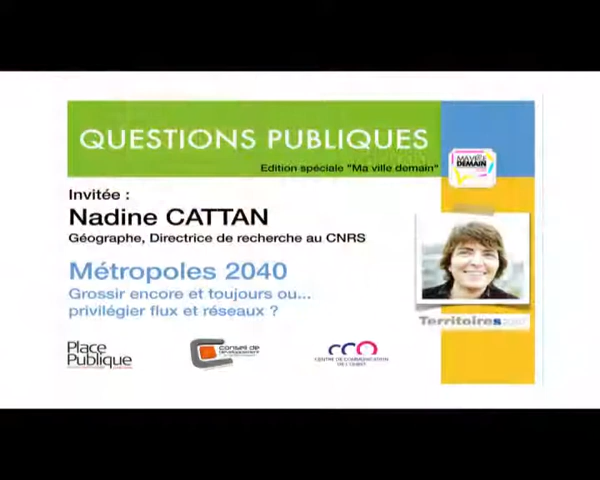 QUESTIONS PUBLIQUES
Edition spéciale "Ma ville demain"
MA VILLE
DEMAIN
Invitée :
Nadine CATTAN
Géographe, Directrice de recherche au CNRS
Métropoles 2040
Grossir encore et toujours ou...
privilégier flux et réseaux ?
Territoires
Place
Publique
conseil de
développement
cco
CENTRE DE COMMUNICATION
DE L'OUEST